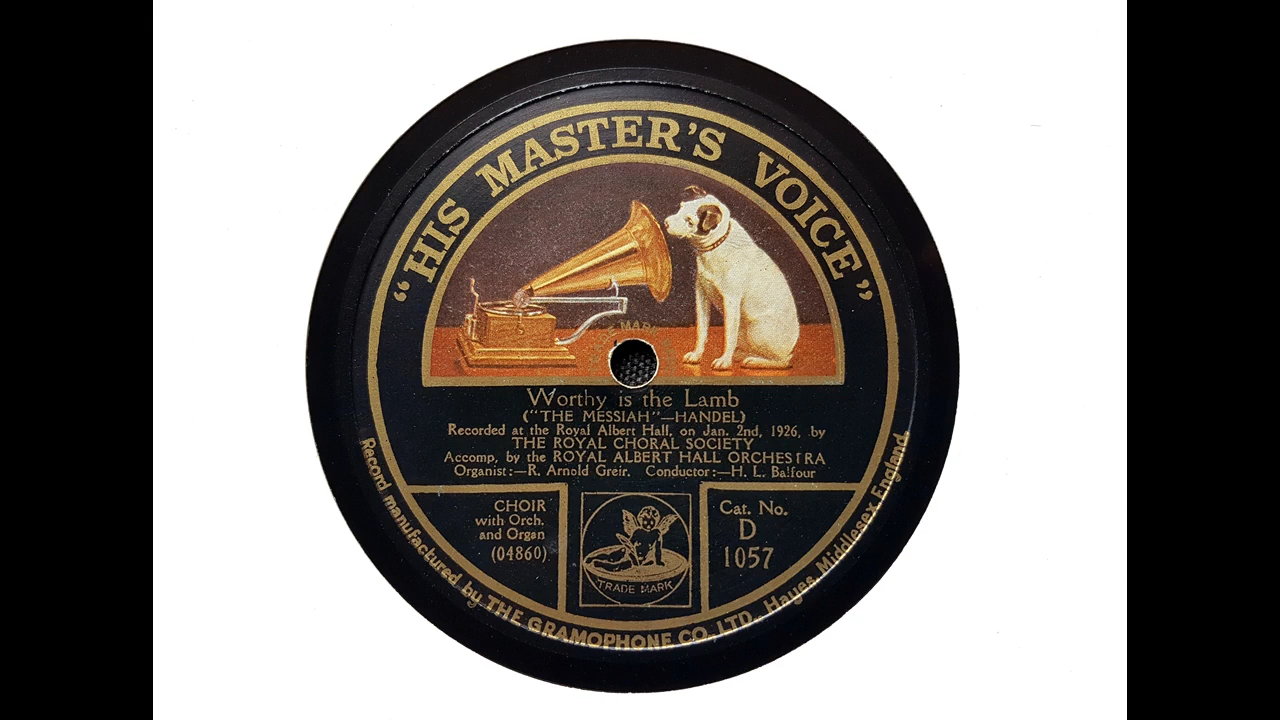 "HIS MASTER'S VOICE"
Worthy is the Lamb
("THE MESSIAH"—HANDEL)
Recorded at the Royal Albert Hall, on Jan. 2nd, 1926, by
THE ROYAL CHORAL SOCIETY
Accomp. by the ROYAL ALBERT HALL ORCHESTRA
Organist:—R. Arnold Greir. Conductor:—H. L. Balfour
CHOIR
with Orch.
and Organ
(04860)
TRADE MARK
Cat. No.
D
1057
Record manufactured by THE GRAMOPHONE CO., LTD., Hayes, Middlesex, England.